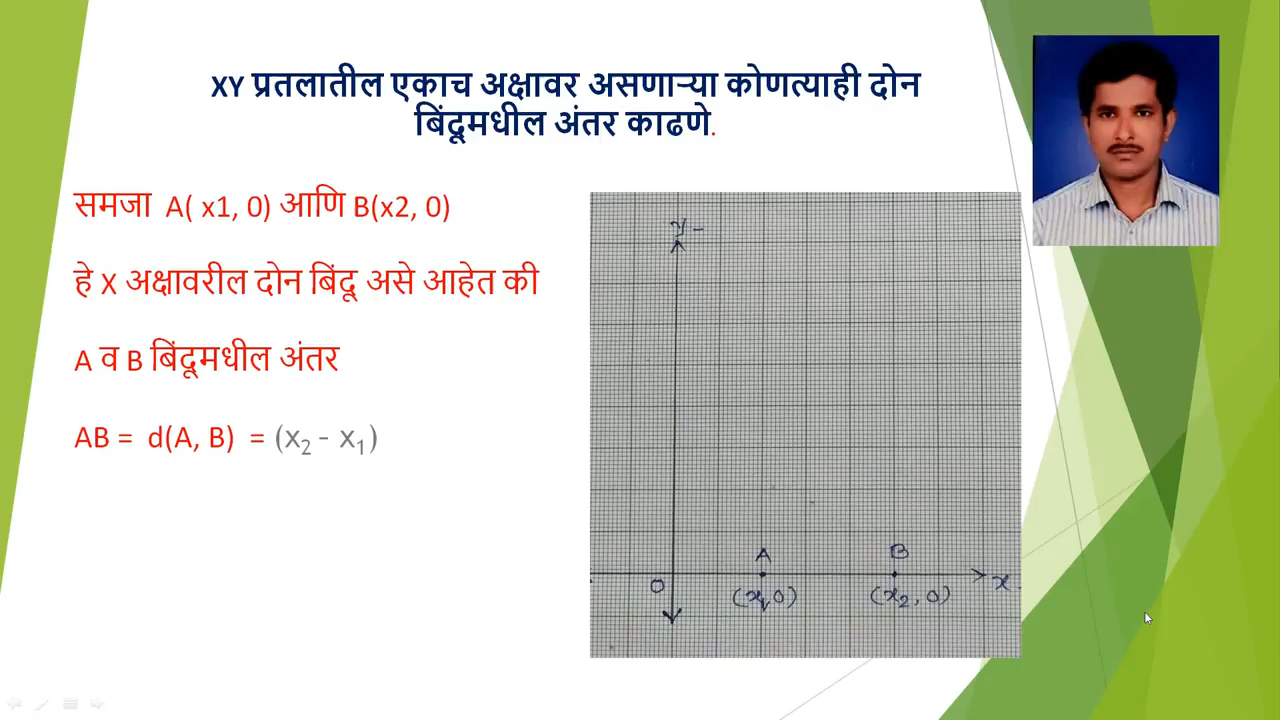 XY प्रतलातील एकाच अक्षावर असणाऱ्या कोणत्याही दोन
बिंदूमधील अंतर काढणे.
समजा A( x1, 0) आणि B(x2, 0)
हे X अक्षावरील दोन बिंदू असे आहेत की
A व B बिंदूमधील अंतर
AB = d(A, B) = (x₂ - x₁)
y
A
B
O
x
(x₁,0)
(x₂, 0)